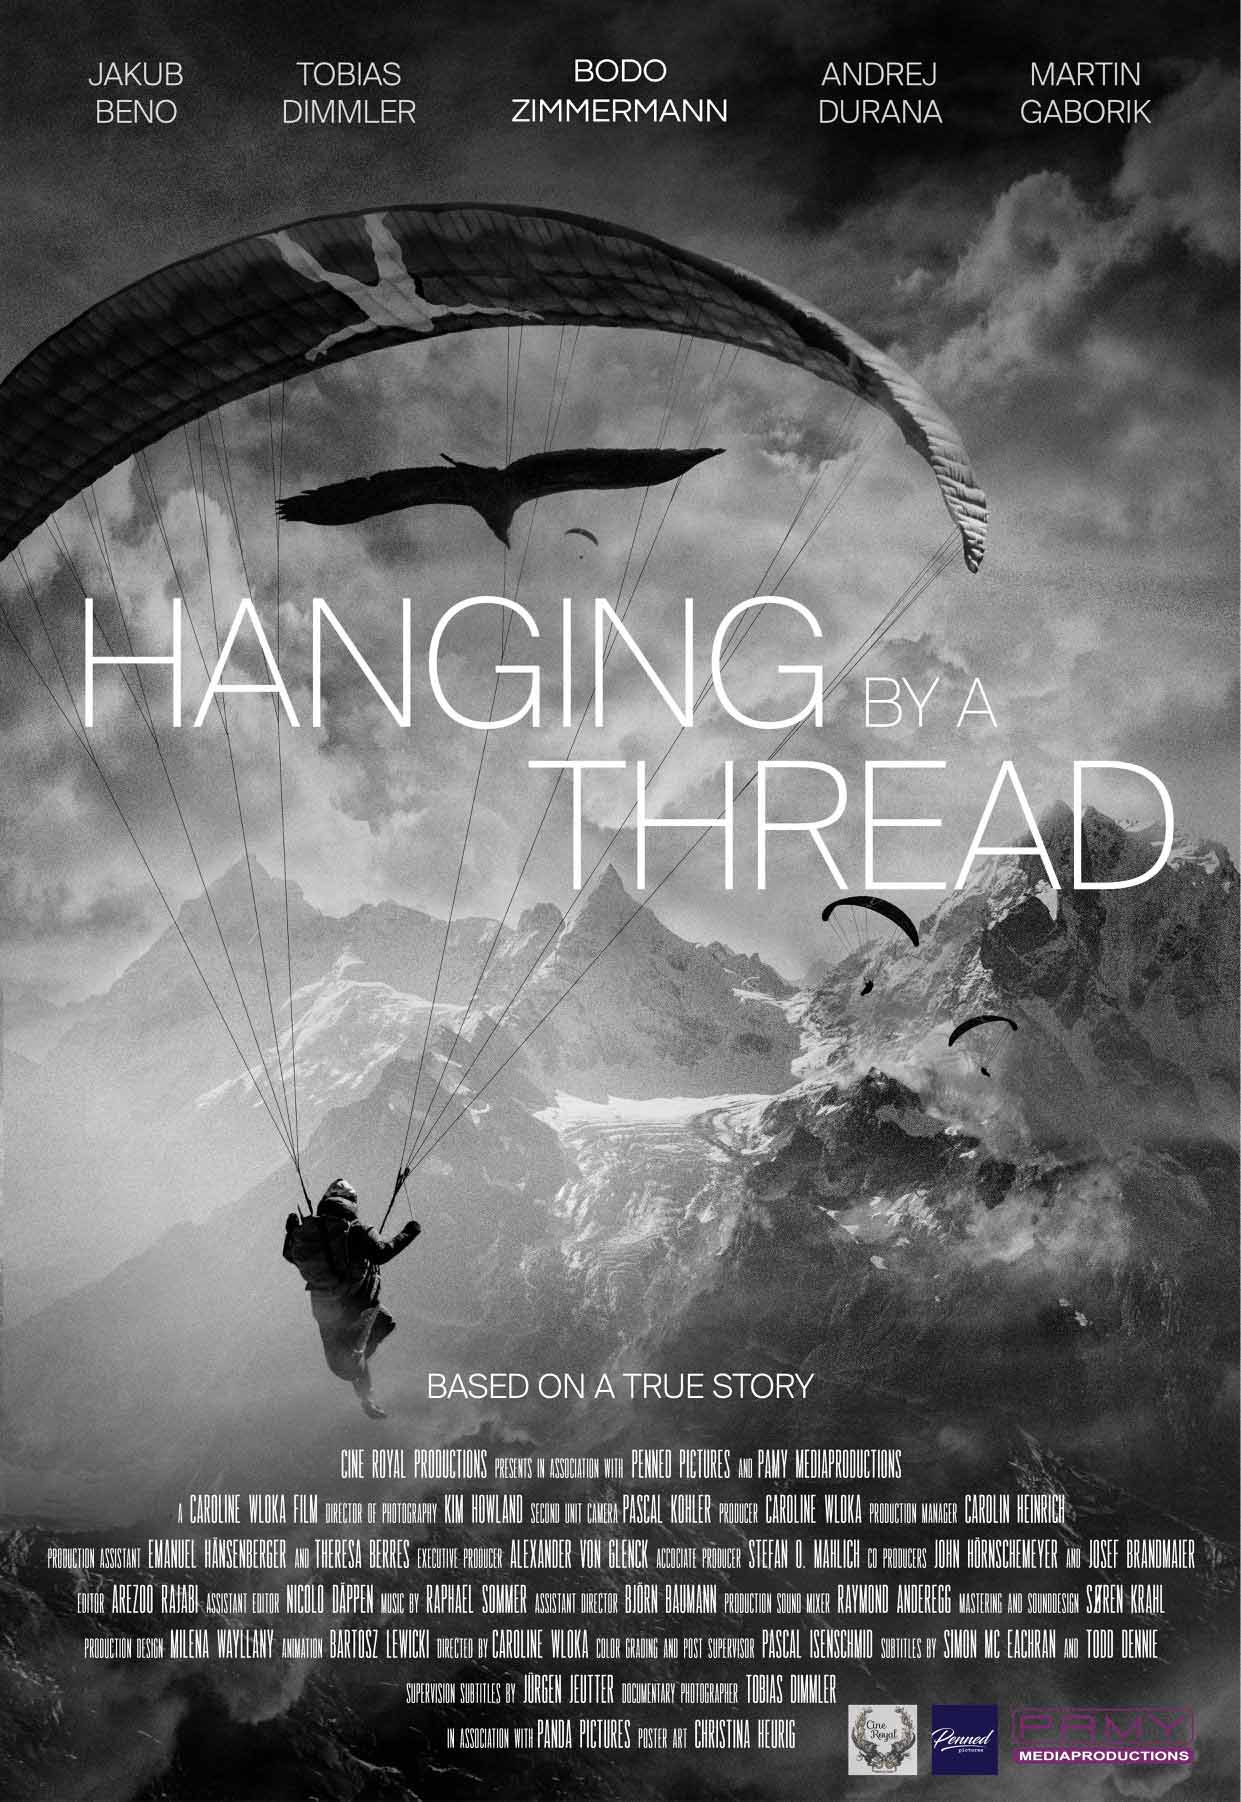 JAKUB BENO
TOBIAS DIMMLER
BODO ZIMMERMANN
ANDREJ DURANA
MARTIN GABORIK
HANGING BY A
THREAD
BASED ON A TRUE STORY
CINE ROYAL PRODUCTIONS PRESENTS IN ASSOCIATION WITH PENNED PICTURES AND PAMY MEDIAPRODUCTIONS
A CAROLINE WLOKA FILM DIRECTOR OF PHOTOGRAPHY KIM HOWLAND SECOND UNIT CAMERA PASCAL KOHLER PRODUCER CAROLINE WLOKA PRODUCTION MANAGER CAROLIN HEINRICH
PRODUCTION ASSISTANT EMANUEL HÄNSENBERGER AND THERESA BERRES EXECUTIVE PRODUCER ALEXANDER VON GLENCK ACCOCIATE PRODUCER STEFAN O. MAHLICH CO PRODUCERS JOHN HÖRNSCHEMEYER AND JOSEF BRANDMAIER
EDITOR AREZOO RAJABI ASSISTANT EDITOR NICOLO DÄPPEN MUSIC BY RAPHAEL SOMMER ASSISTANT DIRECTOR BJÖRN BAUMANN PRODUCTION SOUND MIXER RAYMOND ANDEREGG MASTERING AND SOUNDDESIGN SØREN KRAHL
PRODUCTION DESIGN MILENA WAYLLANY ANIMATION BARTOSZ LEWICKI DIRECTED BY CAROLINE WLOKA COLOR GRADING AND POST SUPERVISOR PASCAL ISENSCHMID SUBTITLES BY SIMON MC EACHRAN AND TODD DENNIE
SUPERVISION SUBTITLES BY JÜRGEN JEUTTER DOCUMENTARY PHOTOGRAPHER TOBIAS DIMMLER
IN ASSOCIATION WITH PANDA PICTURES POSTER ART CHRISTINA HEURIG
Cine Royal
Penned pictures
PAMY
MEDIAPRODUCTIONS